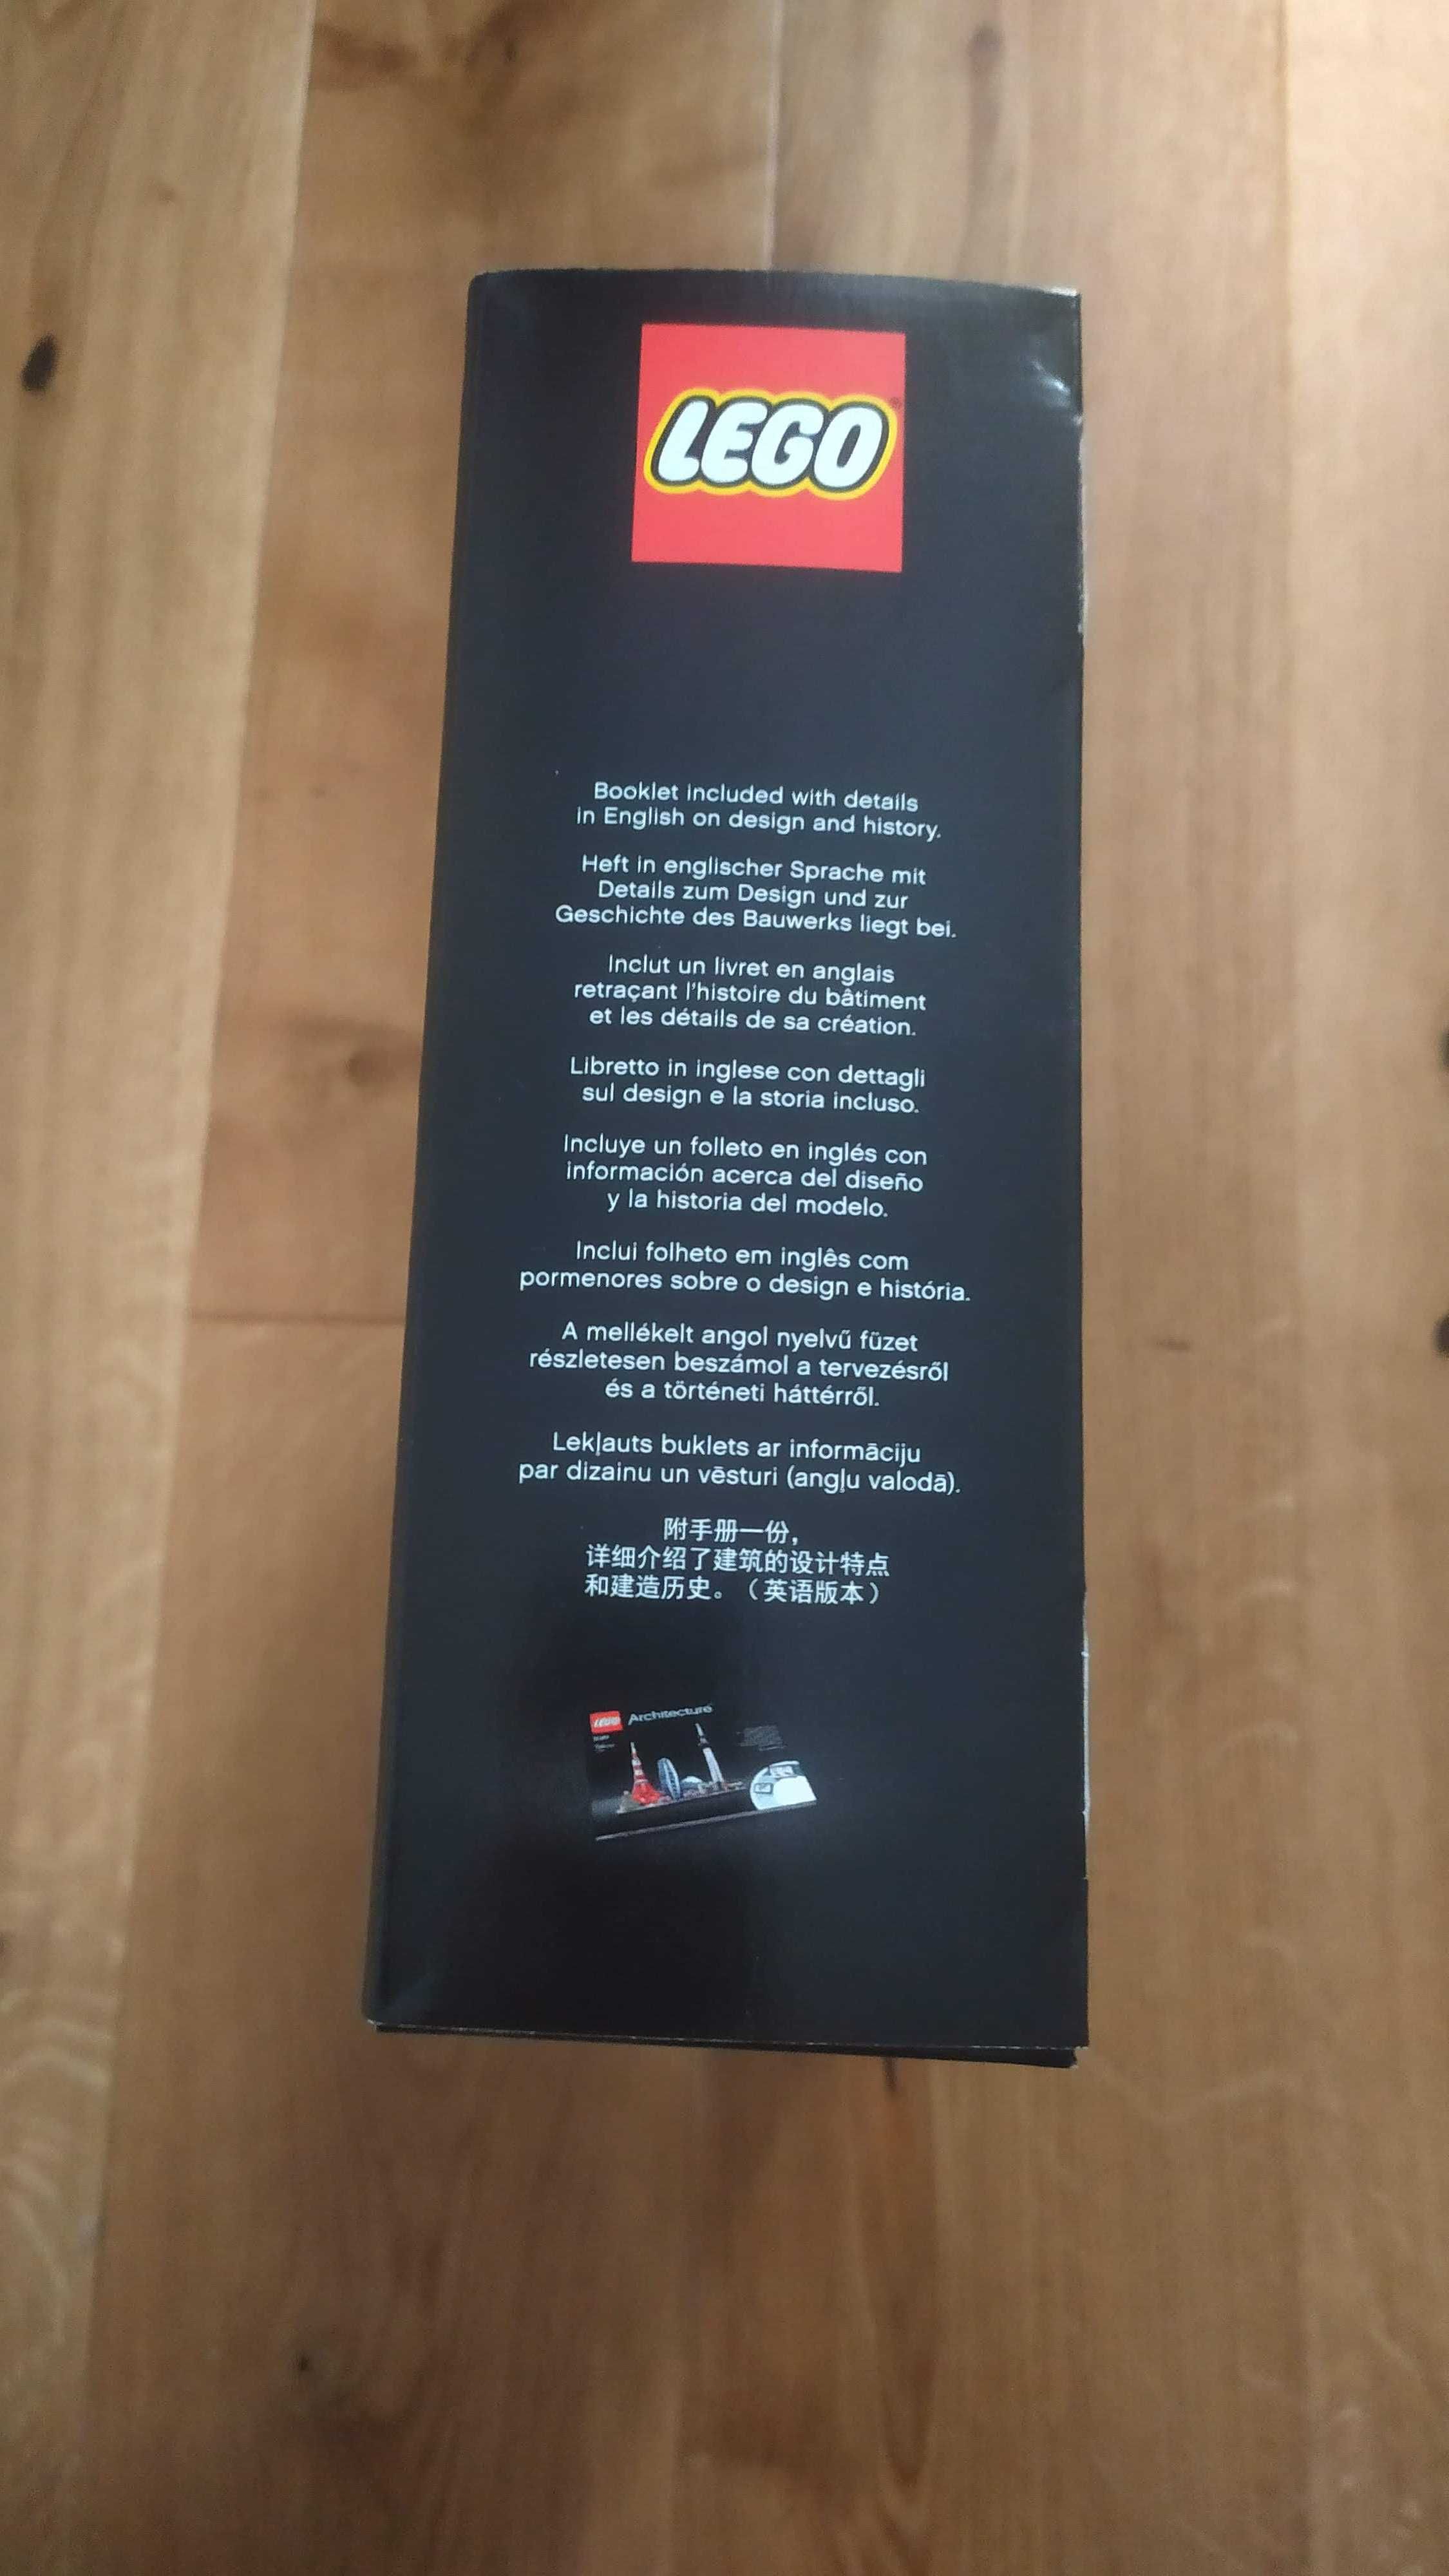 LEGO
Booklet included with details
in English on design and history.
Heft in englischer Sprache mit
Details zum Design und zur
Geschichte des Bauwerks liegt bei.
Inclut un livret en anglais
retraçant l'histoire du bâtiment
et les détails de sa création.
Libretto in inglese con dettagli
sul design e la storia incluso.
Incluye un folleto en inglés con
información acerca del diseño
y la historia del modelo.
Inclui folheto em inglês com
pormenores sobre o design e história.
A mellékelt angol nyelvű füzet
részletesen beszámol a tervezésről
és a történeti háttérről.
Lekļauts buklets ar informāciju
par dizainu un vēsturi (angļu valodā).
附手册一份，
详细介绍了建筑的设计特点
和建造历史。（英语版本）
LEGO Architecture